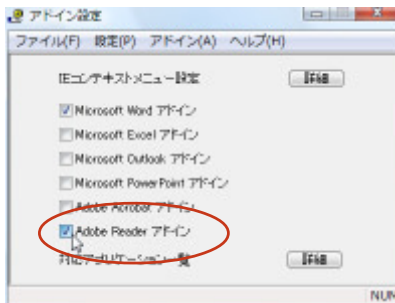 アドイン設定
ファイル(F) 設定(P) アドイン(A) ヘルプ(H)
IEコンテキストメニュー設定 詳細
Microsoft Word アドイン
Microsoft Excel アドイン
Microsoft Outlook アドイン
Microsoft PowerPoint アドイン
Adobe Acrobat アドイン
Adobe Reader アドイン
対応アプリケーション一覧 詳細
NUM